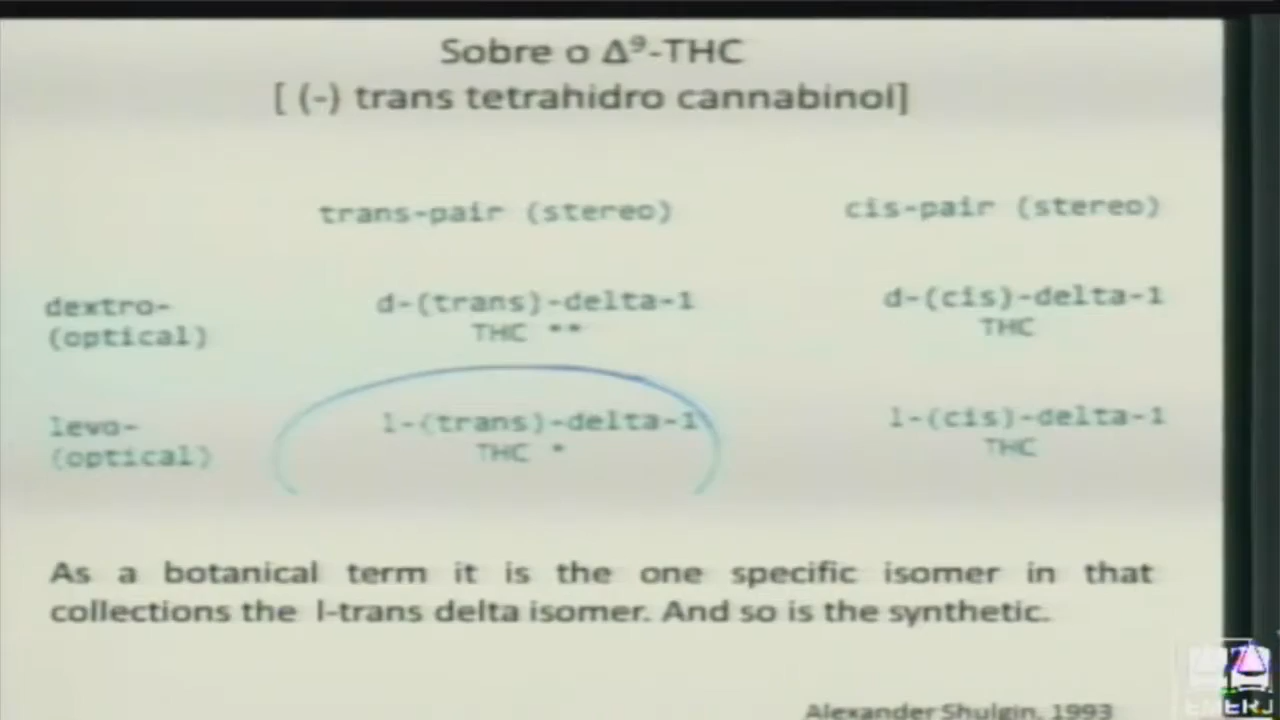 Sobre o Δ⁹-THC
[ (-) trans tetrahidro cannabinol]
trans-pair (stereo) cis-pair (stereo)
dextro- d-(trans)-delta-1 d-(cis)-delta-1
(optical) THC ** THC
levo- l-(trans)-delta-1 l-(cis)-delta-1
(optical) THC * THC
As a botanical term it is the one specific isomer in that
collections the l-trans delta isomer. And so is the synthetic.
Alexander Shulgin, 1993
EMERJ